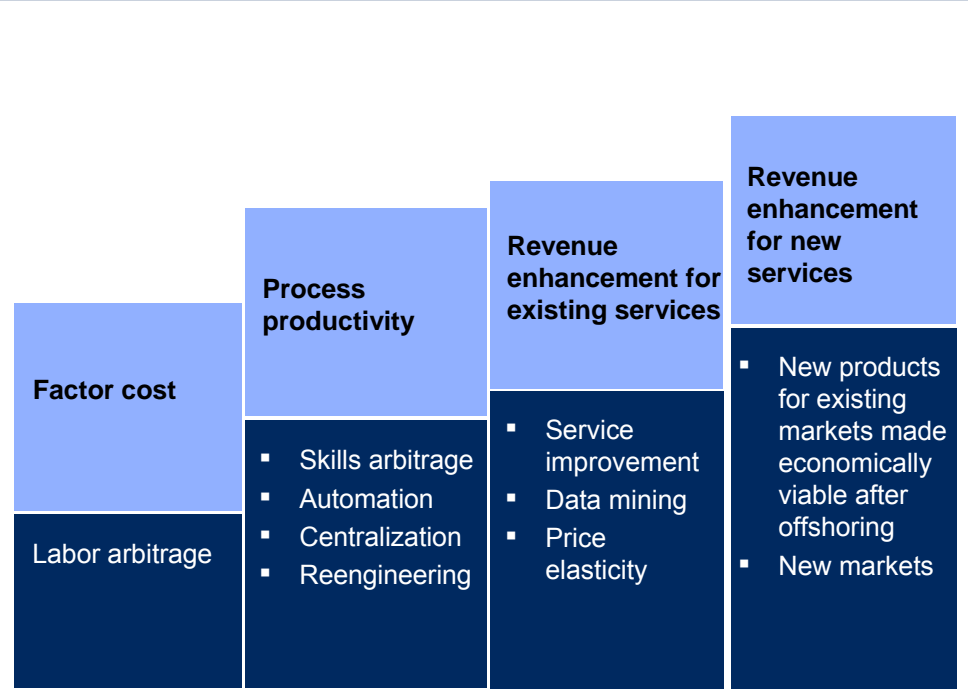 Factor cost
Labor arbitrage
Process
productivity
▪ Skills arbitrage
▪ Automation
▪ Centralization
▪ Reengineering
Revenue
enhancement for
existing services
▪ Service
improvement
▪ Data mining
▪ Price
elasticity
Revenue
enhancement
for new
services
▪ New products
for existing
markets made
economically
viable after
offshoring
▪ New markets